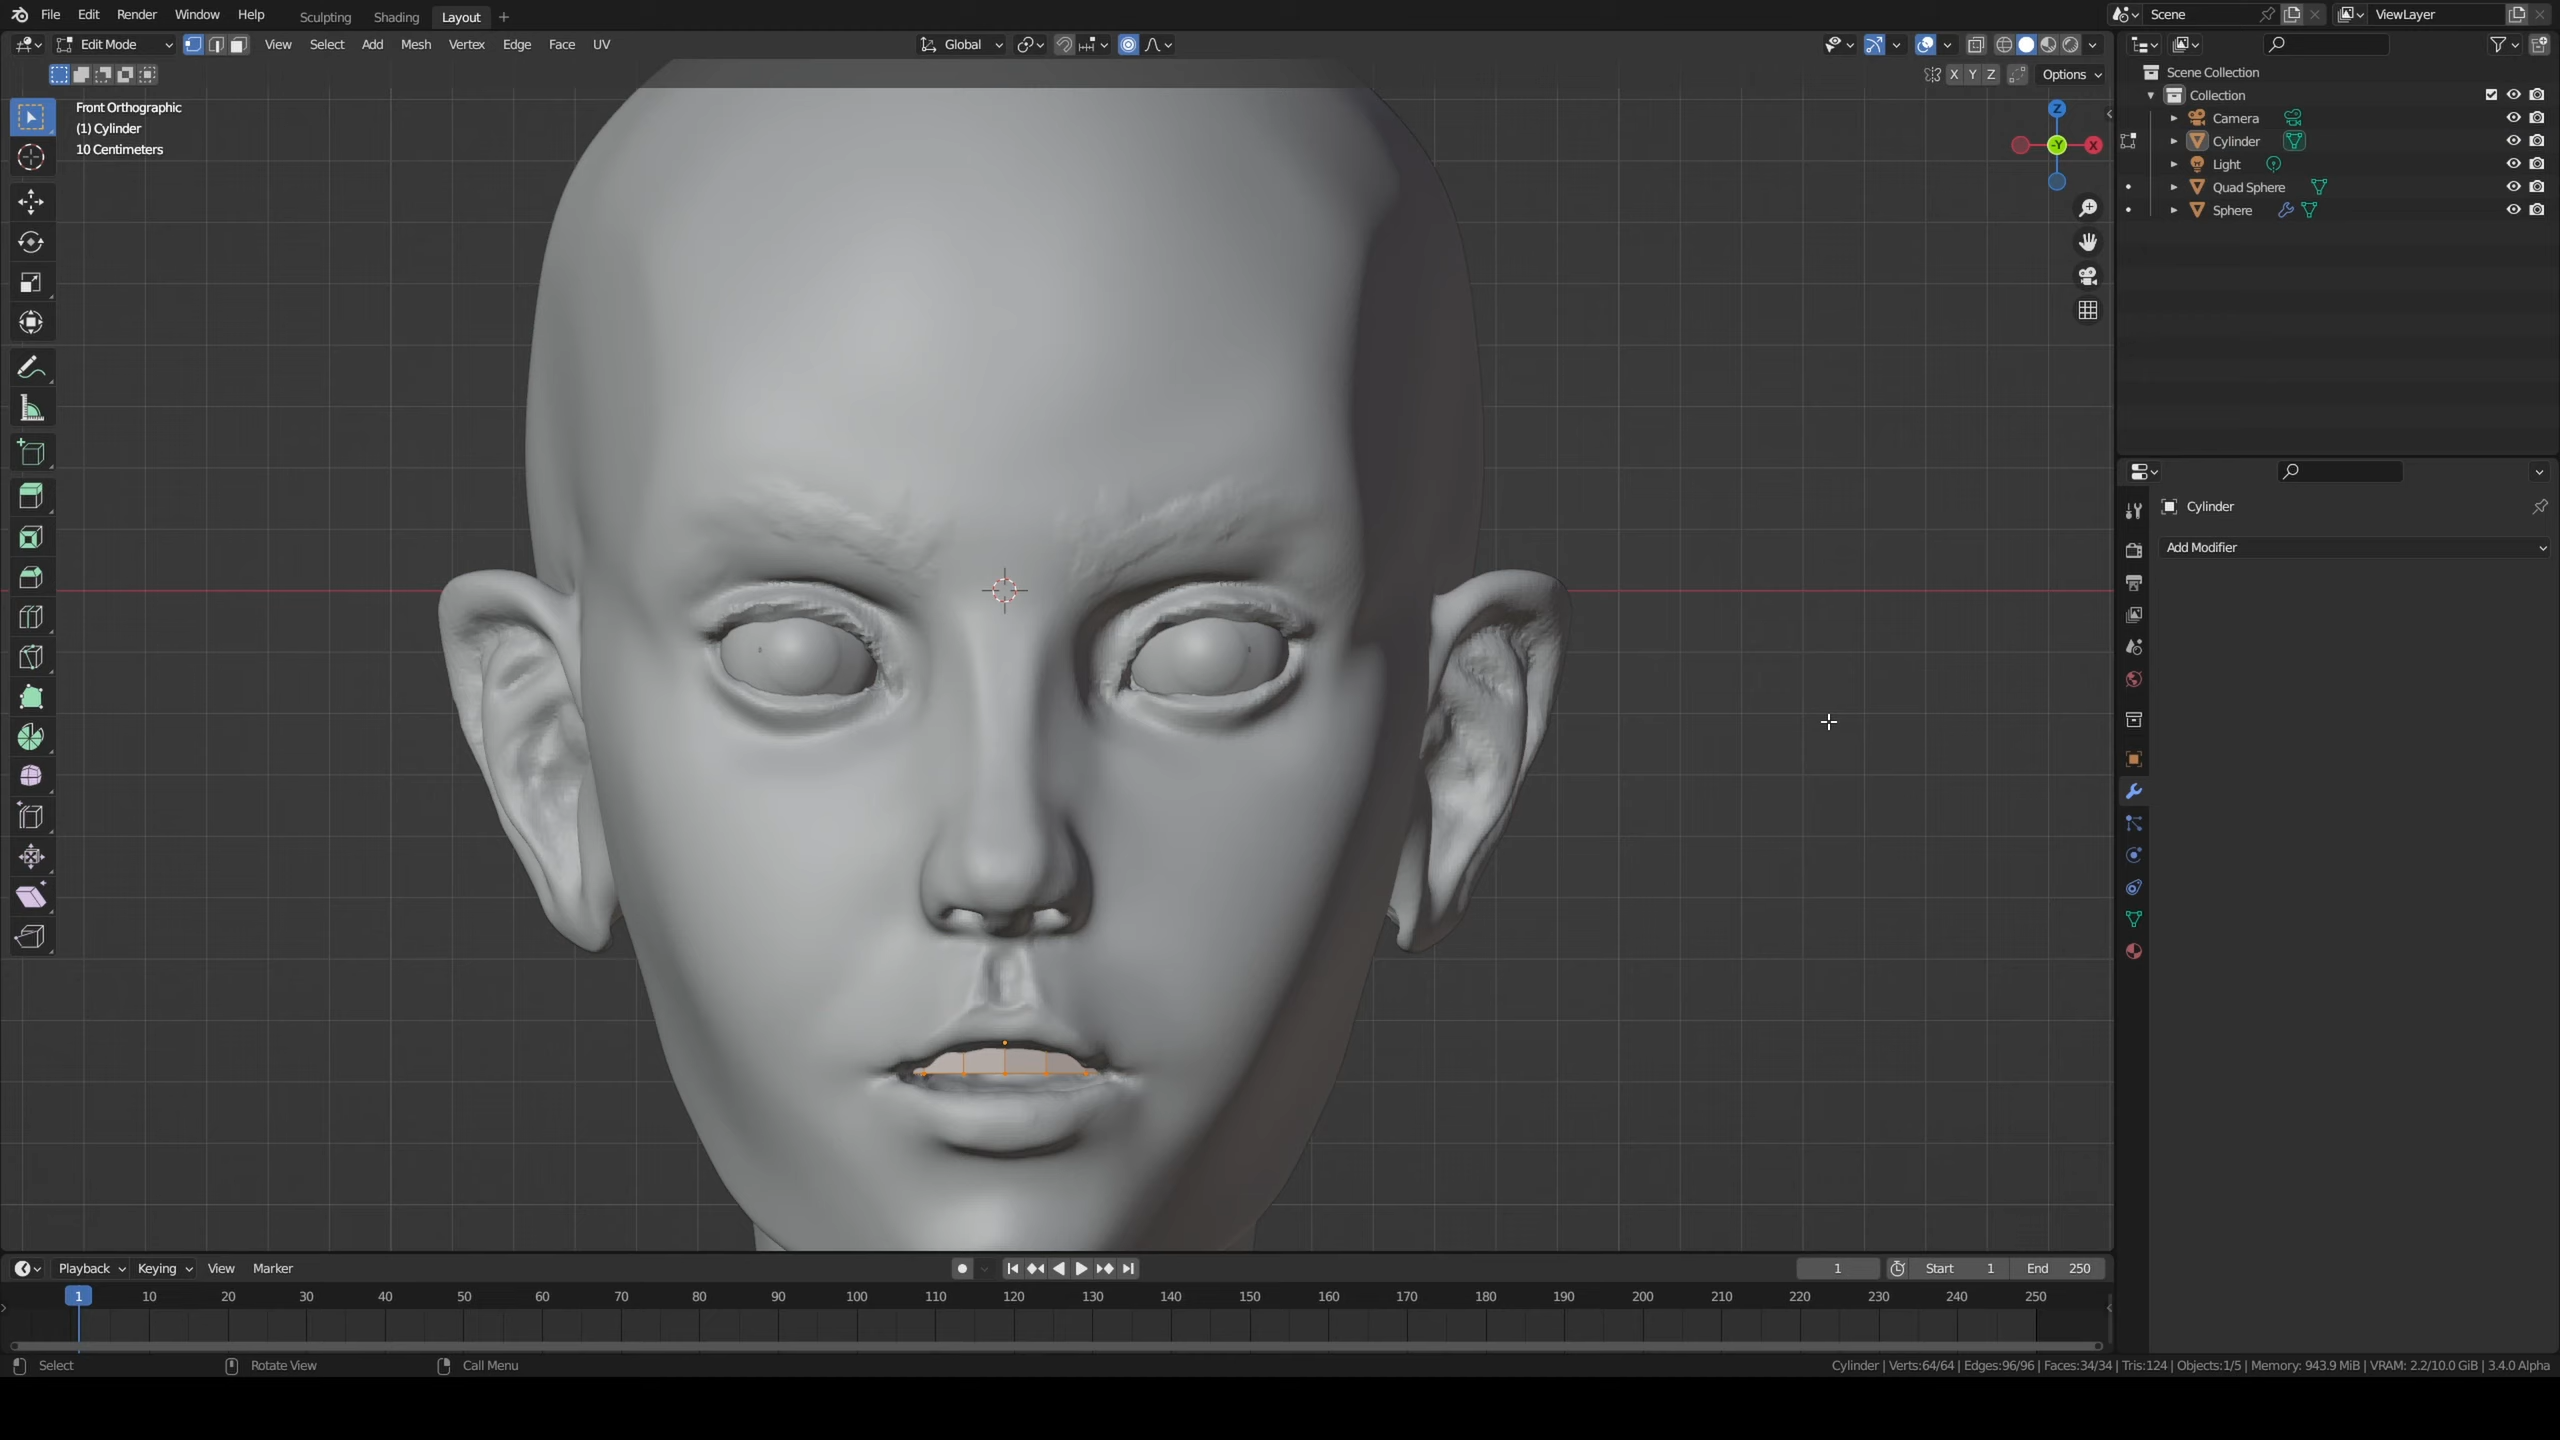 File Edit Render Window Help Sculpting Shading Layout Scene ViewLayer
Edit Mode View Select Add Mesh Vertex Edge Face UV Global
X Y Z Options
Front Orthographic
(1) Cylinder
10 Centimeters
Z
-Y X
Scene Collection
Collection
Camera
Cylinder
Light
Quad Sphere
Sphere
Cylinder
Add Modifier
Playback Keying View Marker 1 Start 1 End 250
1 10 20 30 40 50 60 70 80 90 100 110 120 130 140 150 160 170 180 190 200 210 220 230 240 250
Select Rotate View Call Menu Cylinder | Verts:64/64 | Edges:96/96 | Faces:34/34 | Tris:124 | Objects:1/5 | Memory: 943.9 MiB | VRAM: 2.2/10.0 GiB | 3.4.0 Alpha